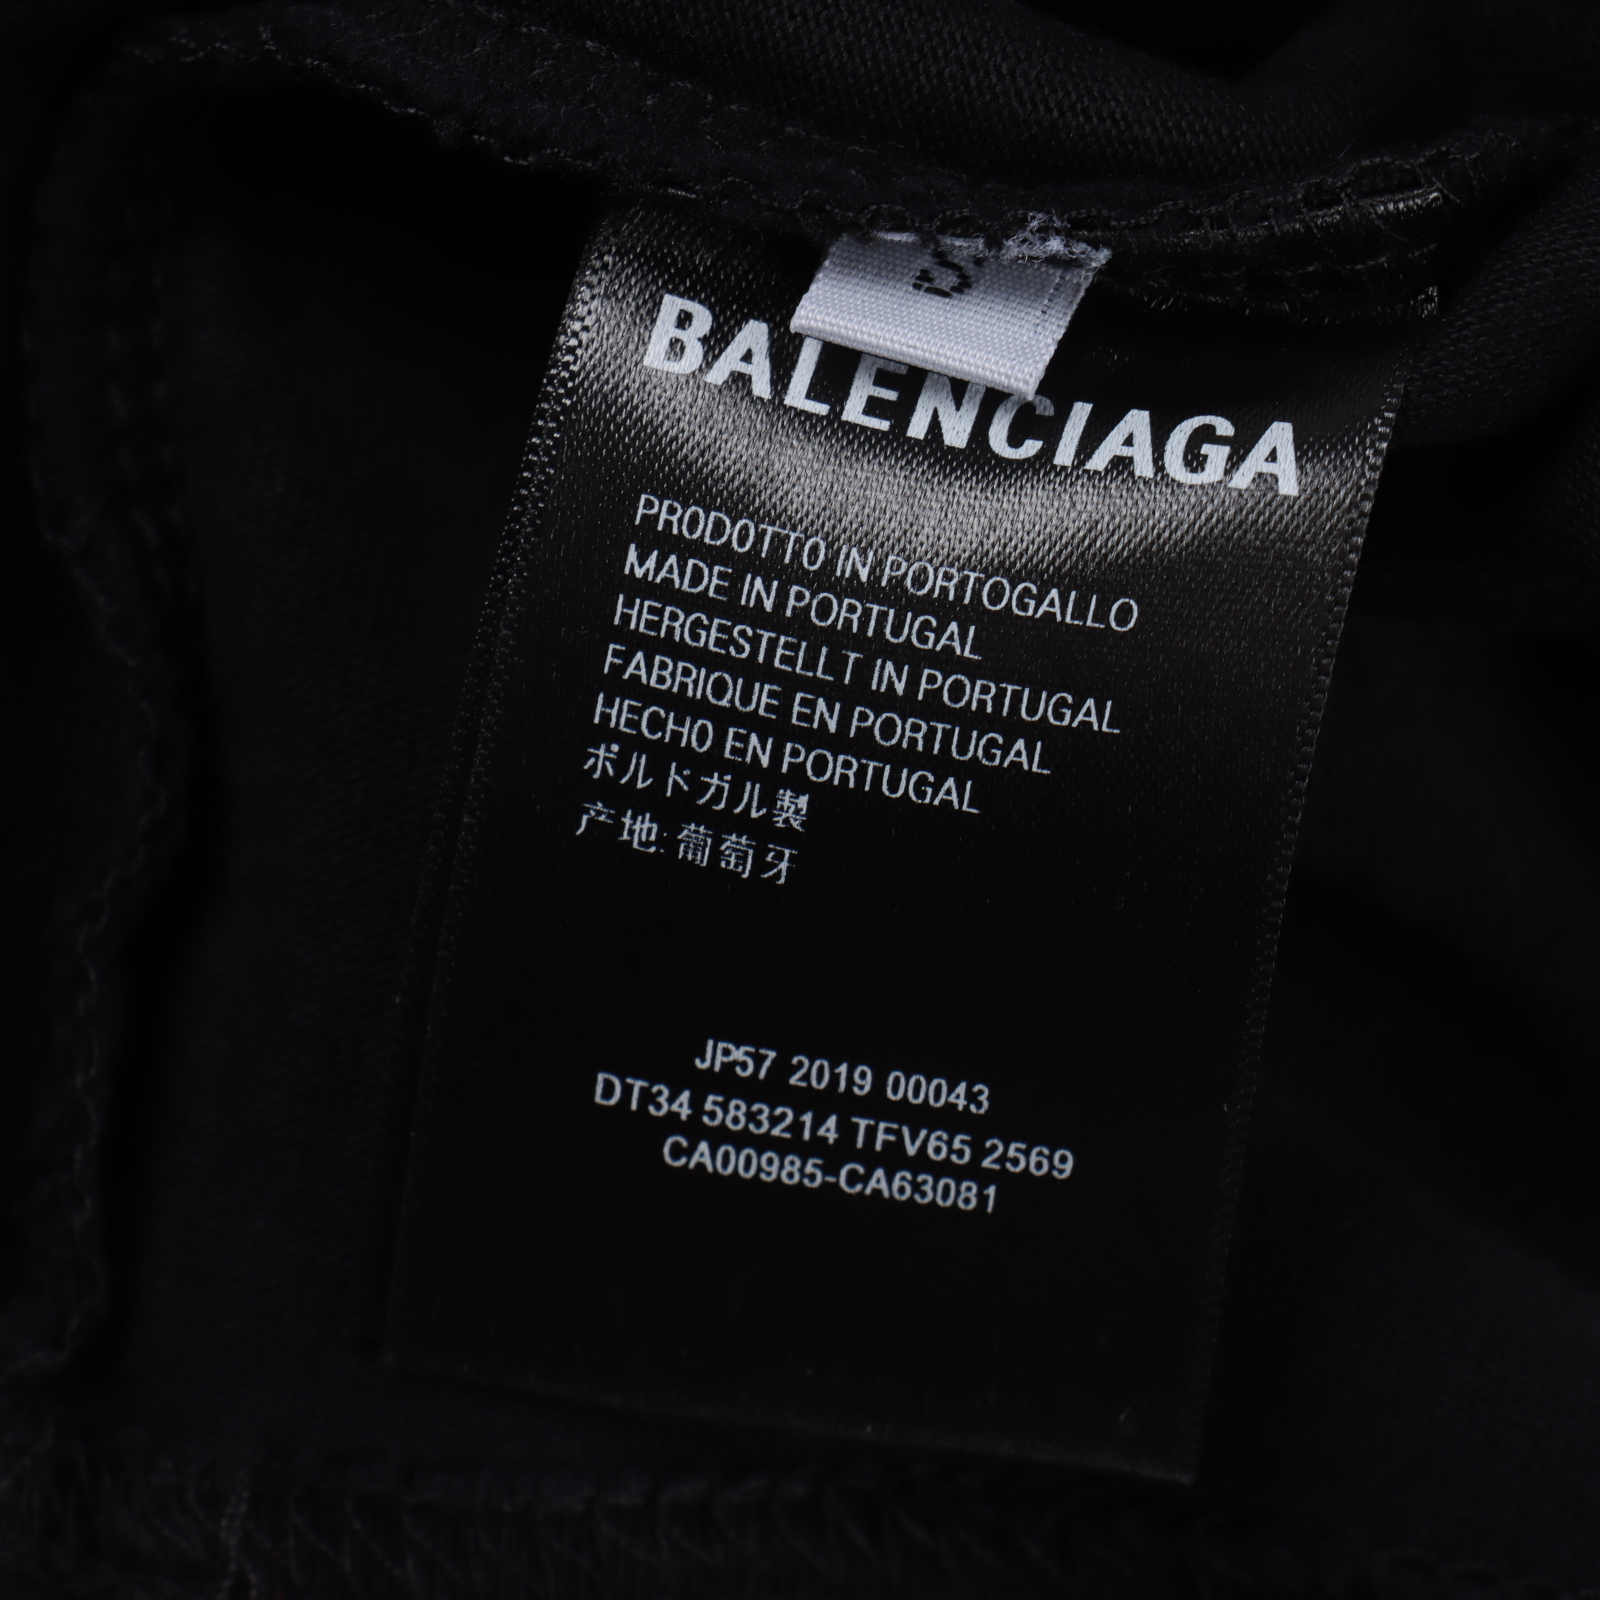 BALENCIAGA
PRODOTTO IN PORTOGALLO
MADE IN PORTUGAL
HERGESTELLT IN PORTUGAL
FABRIQUE EN PORTUGAL
HECHO EN PORTUGAL
ポルトガル製
产地: 葡萄牙
JP57 2019 00043
DT34 583214 TFV65 2569
CA00985-CA63081